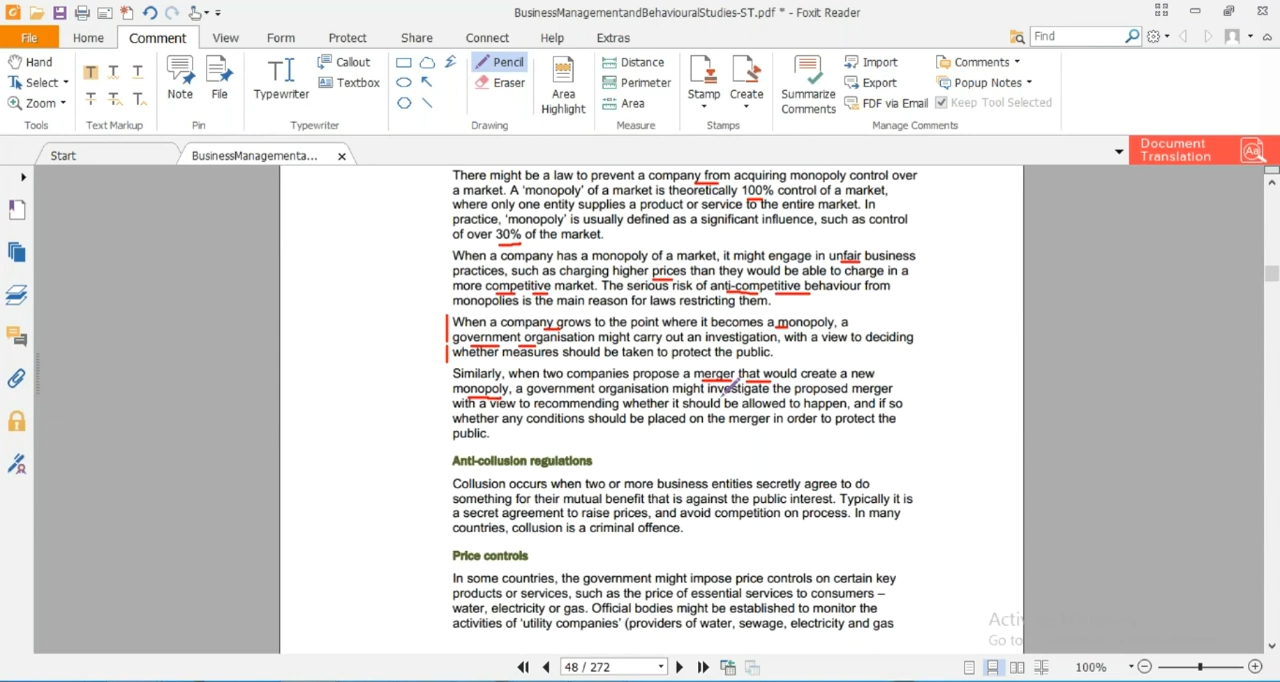 BusinessManagementandBehaviouralStudies-ST.pdf * - Foxit Reader
File Home Comment View Form Protect Share Connect Help Extras Find
Hand
Select
Zoom
Tools
Text Markup
Note
File
Pin
Typewriter
Callout
Textbox
Typewriter
Pencil
Eraser
Drawing
Area
Highlight
Distance
Perimeter
Area
Measure
Stamp
Create
Stamps
Summarize
Comments
Import
Export
FDF via Email
Comments
Popup Notes
Keep Tool Selected
Manage Comments
Start
BusinessManagementa...
Document
Translation
There might be a law to prevent a company from acquiring monopoly control over
a market. A ‘monopoly’ of a market is theoretically 100% control of a market,
where only one entity supplies a product or service to the entire market. In
practice, ‘monopoly’ is usually defined as a significant influence, such as control
of over 30% of the market.
When a company has a monopoly of a market, it might engage in unfair business
practices, such as charging higher prices than they would be able to charge in a
more competitive market. The serious risk of anti-competitive behaviour from
monopolies is the main reason for laws restricting them.
When a company grows to the point where it becomes a monopoly, a
government organisation might carry out an investigation, with a view to deciding
whether measures should be taken to protect the public.
Similarly, when two companies propose a merger that would create a new
monopoly, a government organisation might investigate the proposed merger
with a view to recommending whether it should be allowed to happen, and if so
whether any conditions should be placed on the merger in order to protect the
public.
Anti-collusion regulations
Collusion occurs when two or more business entities secretly agree to do
something for their mutual benefit that is against the public interest. Typically it is
a secret agreement to raise prices, and avoid competition on process. In many
countries, collusion is a criminal offence.
Price controls
In some countries, the government might impose price controls on certain key
products or services, such as the price of essential services to consumers –
water, electricity or gas. Official bodies might be established to monitor the
activities of ‘utility companies’ (providers of water, sewage, electricity and gas
Go to
48 / 272
100%